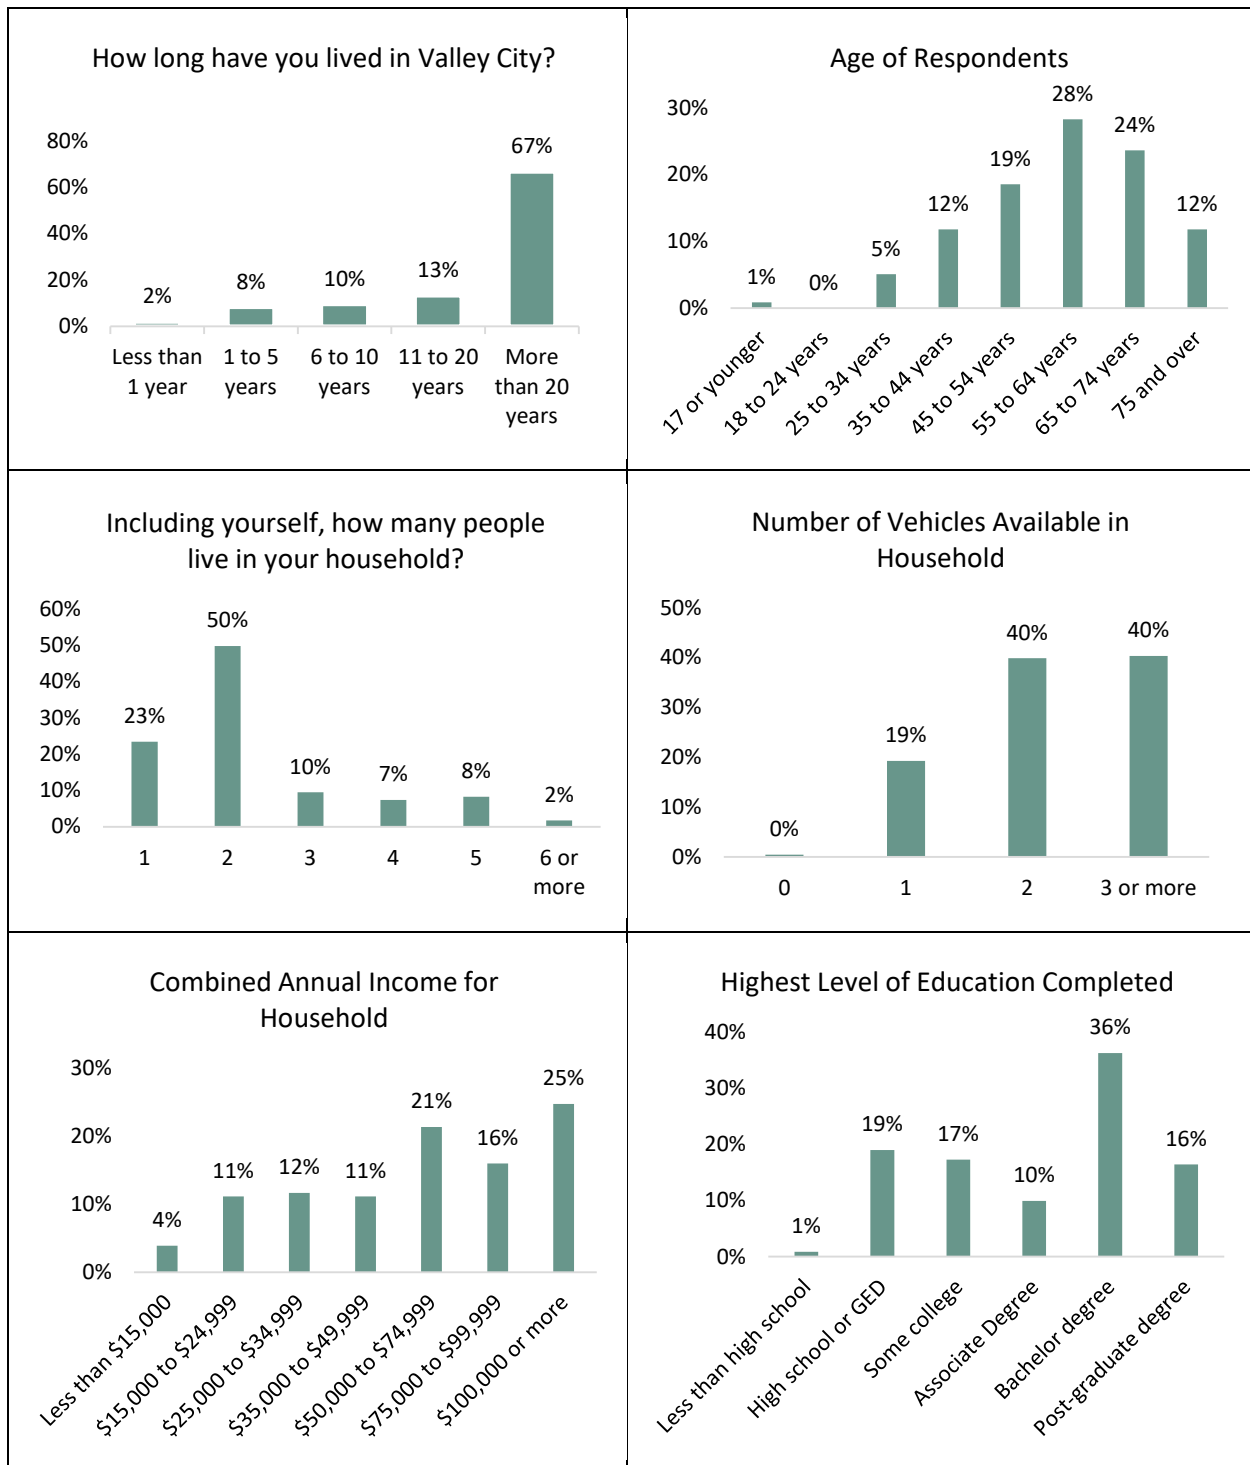 How long have you lived in Valley City?
80%
60%
40%
20%
0%
2%
8%
10%
13%
67%
Less than
1 year
1 to 5
years
6 to 10
years
11 to 20
years
More
than 20
years
Age of Respondents
30%
20%
10%
0%
1%
0%
5%
12%
19%
28%
24%
12%
17 or younger
18 to 24 years
25 to 34 years
35 to 44 years
45 to 54 years
55 to 64 years
65 to 74 years
75 and over
Including yourself, how many people
live in your household?
60%
50%
40%
30%
20%
10%
0%
23%
50%
10%
7%
8%
2%
1
2
3
4
5
6 or
more
Number of Vehicles Available in
Household
50%
40%
30%
20%
10%
0%
0%
19%
40%
40%
0
1
2
3 or more
Combined Annual Income for
Household
30%
20%
10%
0%
4%
11%
12%
11%
21%
16%
25%
Less than $15,000
$15,000 to $24,999
$25,000 to $34,999
$35,000 to $49,999
$50,000 to $74,999
$75,000 to $99,999
$100,000 or more
Highest Level of Education Completed
40%
30%
20%
10%
0%
1%
19%
17%
10%
36%
16%
Less than high school
High school or GED
Some college
Associate Degree
Bachelor degree
Post-graduate degree